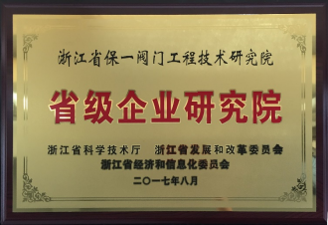 浙江省保一阀门工程技术研究院
省级企业研究院
浙江省科学技术厅 浙江省发展和改革委员会
浙江省经济和信息化委员会
二〇一七年八月